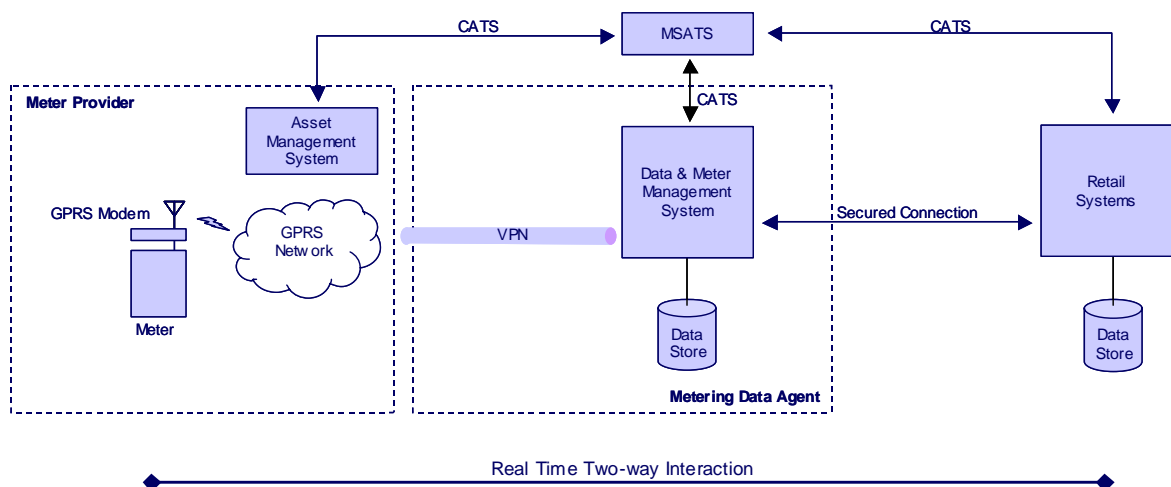 CATS
MSATS
CATS
Meter Provider
CATS
Asset
Management
System
Data & Meter
Management
System
Retail
Systems
GPRS Modem
GPRS
Network
VPN
Secured Connection
Meter
Data
Store
Data
Store
Metering Data Agent
Real Time Two-way Interaction